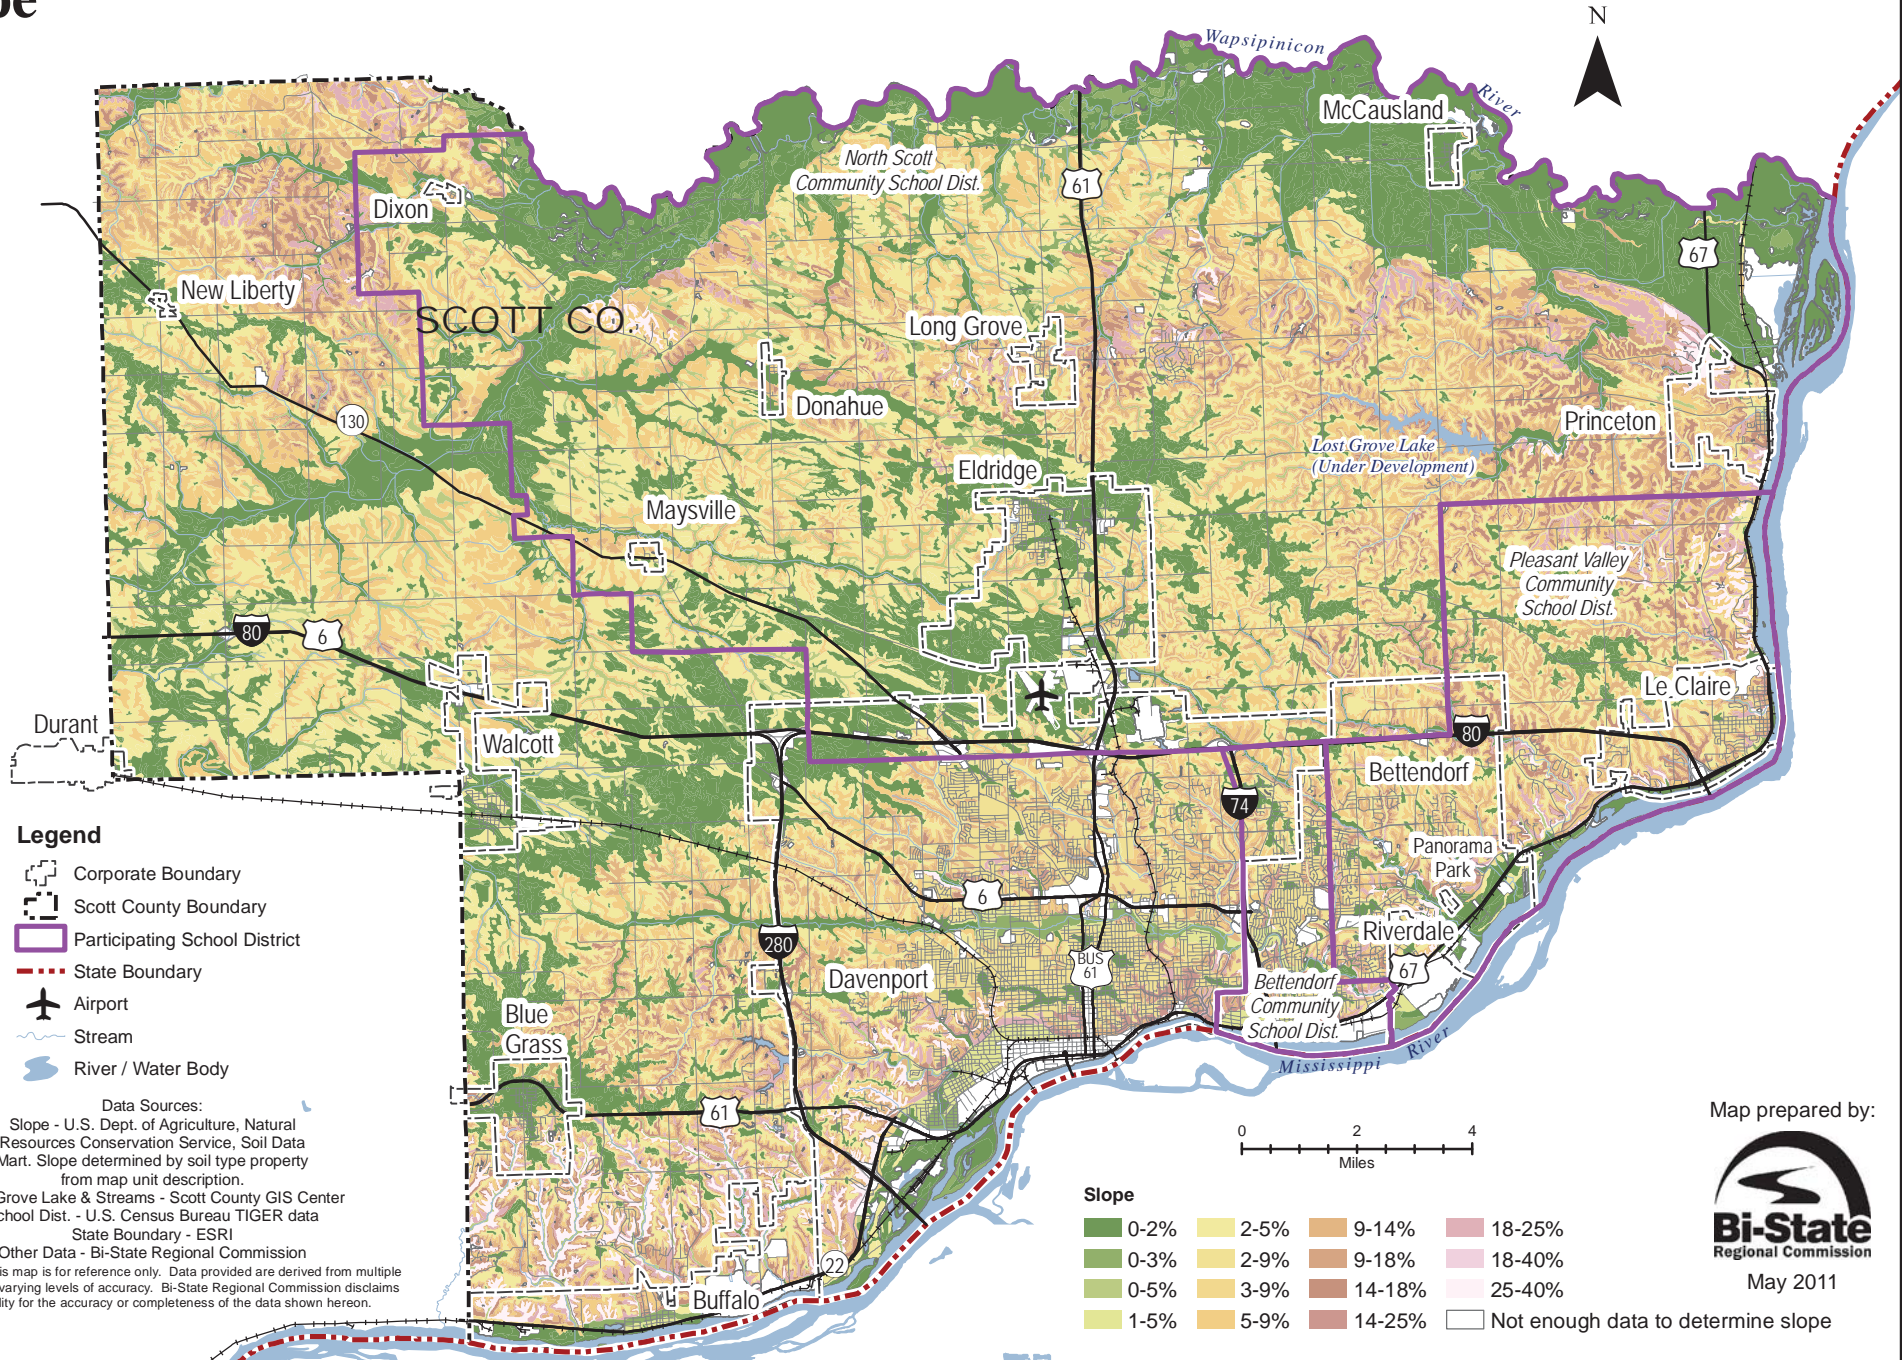 Wapsipinicon
River
N
McCausland
North Scott
Community School Dist.
61
Dixon
67
New Liberty
SCOTT CO.
Long Grove
Donahue
130
Princeton
Lost Grove Lake
(Under Development)
Eldridge
Maysville
Pleasant Valley
Community
School Dist.
80
6
Le Claire
Durant
Walcott
80
Bettendorf
74
Panorama
Park
6
Riverdale
280
BUS
61
67
Davenport
Bettendorf
Community
School Dist.
Blue
Grass
Mississippi River
61
22
Buffalo
Legend
Corporate Boundary
Scott County Boundary
Participating School District
State Boundary
Airport
Stream
River / Water Body
Data Sources:
Slope - U.S. Dept. of Agriculture, Natural
Resources Conservation Service, Soil Data
Mart. Slope determined by soil type property
from map unit description.
Grove Lake & Streams - Scott County GIS Center
chool Dist. - U.S. Census Bureau TIGER data
State Boundary - ESRI
Other Data - Bi-State Regional Commission
is map is for reference only. Data provided are derived from multiple
varying levels of accuracy. Bi-State Regional Commission disclaims
lity for the accuracy or completeness of the data shown hereon.
0 2 4
Miles
Slope
0-2% 2-5% 9-14% 18-25%
0-3% 2-9% 9-18% 18-40%
0-5% 3-9% 14-18% 25-40%
1-5% 5-9% 14-25% Not enough data to determine slope
Map prepared by:
Bi-State
Regional Commission
May 2011